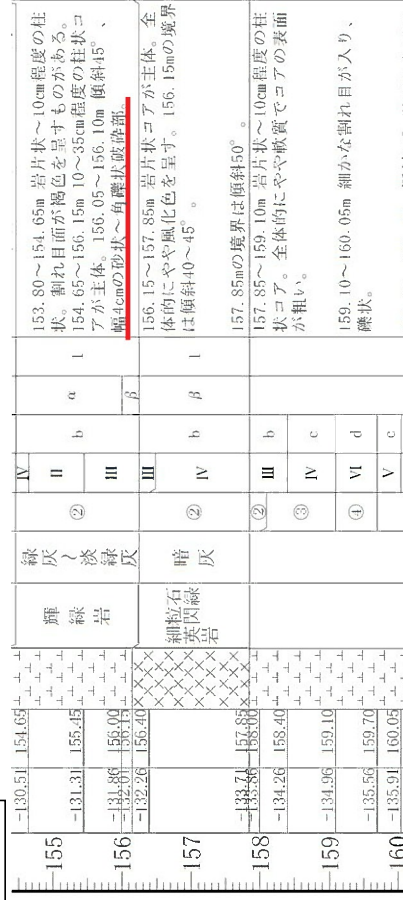 155
156
157
158
159
160
-130.51
-131.31
-131.86
-132.01
-132.26
-133.71
-133.86
-134.26
-134.96
-135.56
-135.91
154.65
155.45
156.00
156.15
156.40
157.85
158.00
158.40
159.10
159.70
160.05
輝緑岩
細粒石
英閃緑
岩
緑灰
～
淡緑灰
暗灰
②
②
②
③
④
Ⅳ
Ⅱ
Ⅲ
Ⅲ
Ⅳ
Ⅲ
Ⅳ
Ⅵ
Ⅴ
b
b
b
c
d
c
α
β
β
1
1
153.80～154.65m 岩片状～10cm程度の柱
状。割れ目面が褐色を呈すものがある。
154.65～156.15m 10～35cm程度の柱状コ
アが主体。156.05～156.10m 傾斜45°、
幅4cmの砂状～角礫状破砕部。
156.15～157.85m 岩片状コアが主体。全
体的にやや風化色を呈す。156.15mの境界
は傾斜40～45°。
157.85mの境界は傾斜50°。
157.85～159.10m 岩片状～10cm程度の柱
状コア。全体的にやや軟質でコアの表面
が粗い。
159.10～160.05m 細かな割れ目が入り、
礫状。